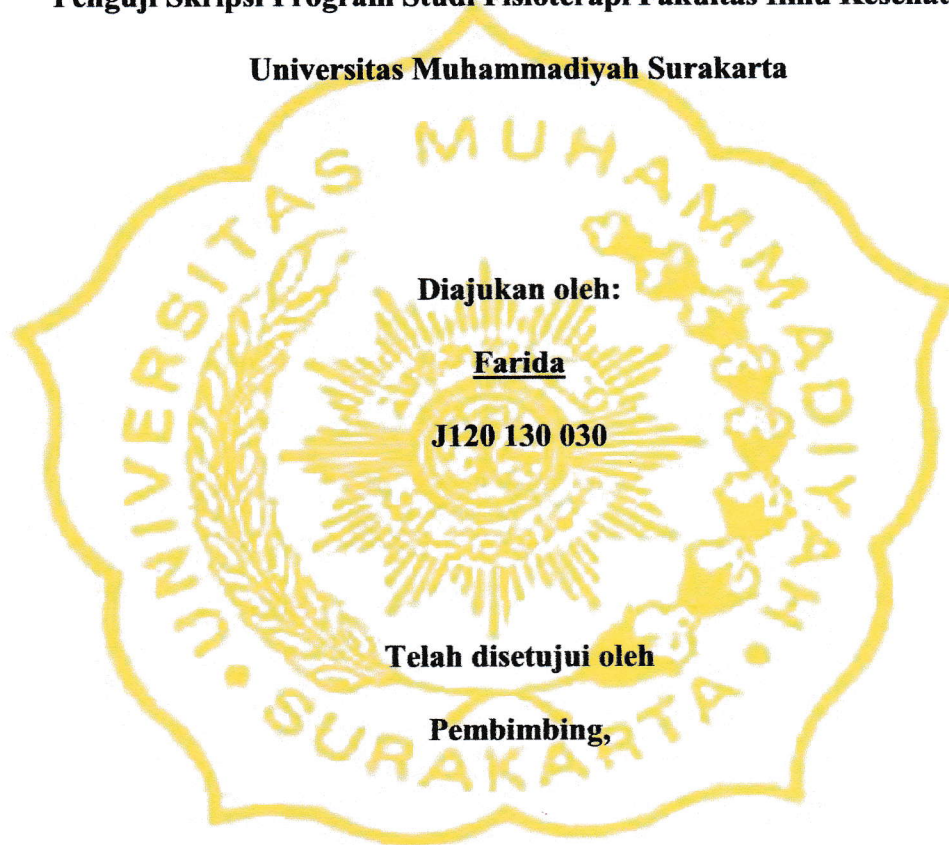 Penguji Skripsi Program Studi Fisioterapi Fakultas Ilmu
Universitas Muhammadiyah Surakarta
UNIVERSITAS MUHAMMADIYAH
SURAKARTA
Diajukan oleh:
Farida
J120 130 030
Telah disetujui oleh
Pembimbing,